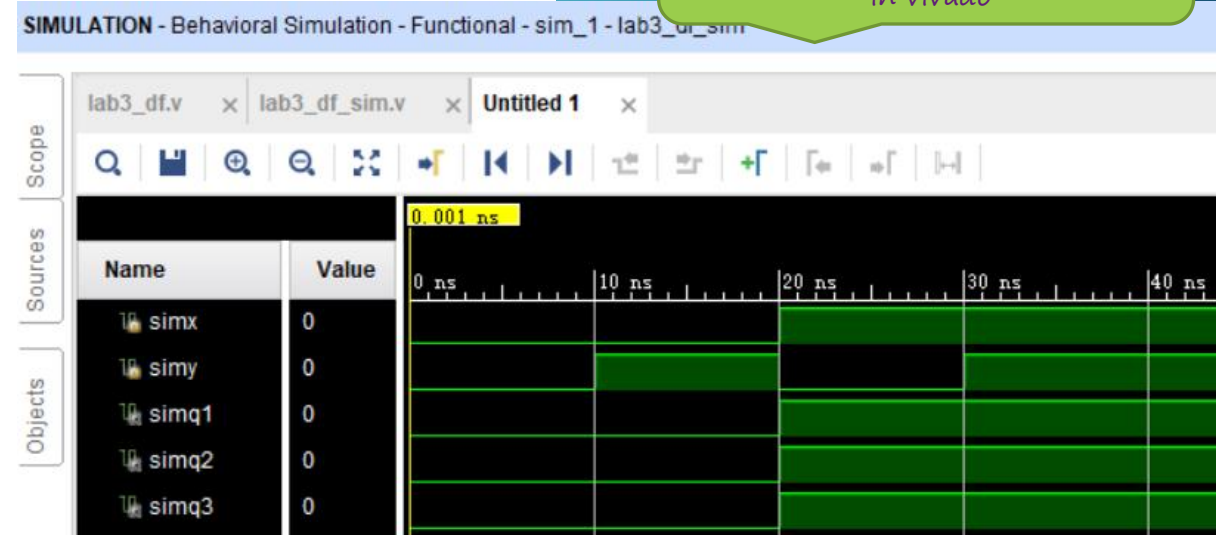 in Vivado
SIMULATION - Behavioral Simulation - Functional - sim_1 - lab3_df_sim
lab3_df.v × lab3_df_sim.v × Untitled 1 ×
Scope
Sources
Objects
0.001 ns
Name Value
0 ns 10 ns 20 ns 30 ns 40 ns
simx 0
simy 0
simq1 0
simq2 0
simq3 0